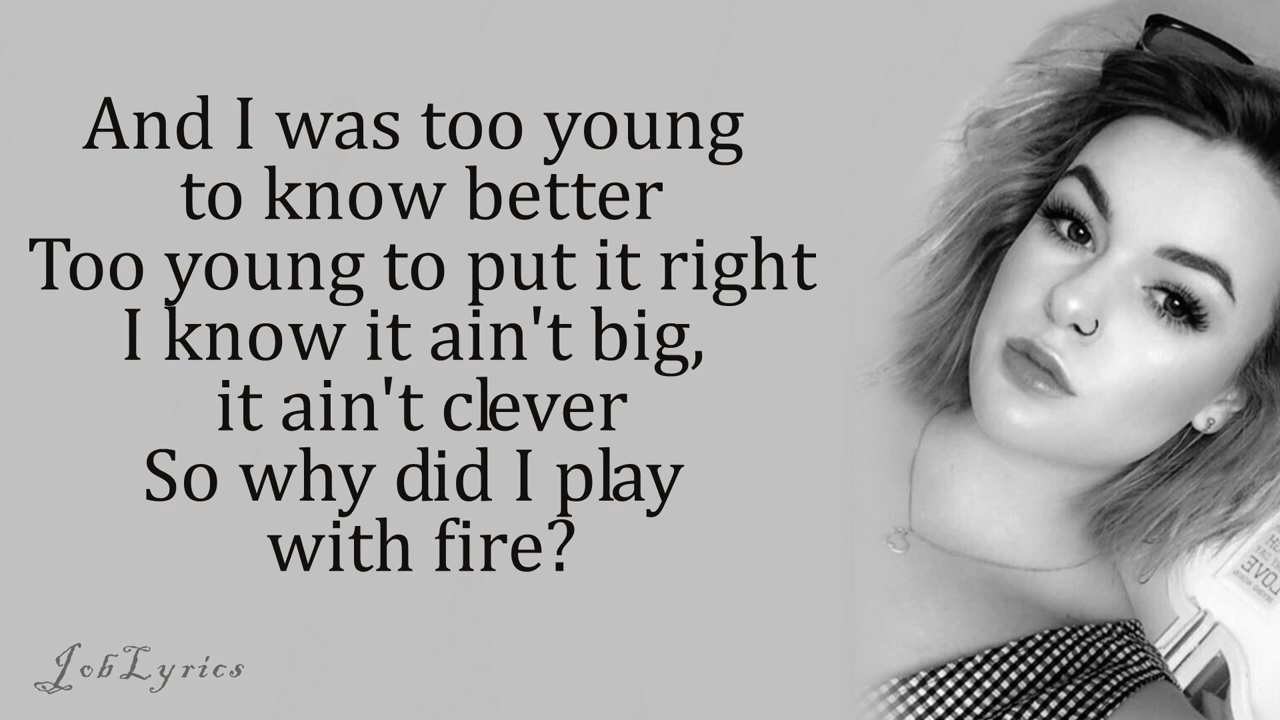 And I was too young
to know better
Too young to put it right
I know it ain't big,
it ain't clever
So why did I play
with fire?
JobLyrics
LOVE